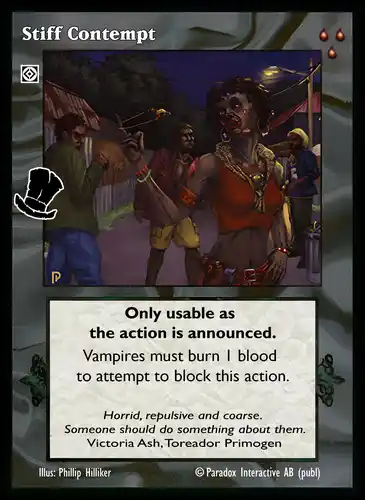 Stiff Contempt
Only usable as
the action is announced.
Vampires must burn 1 blood
to attempt to block this action.
Horrid, repulsive and coarse.
Someone should do something about them.
Victoria Ash, Toreador Primogen
Illus: Phillip Hilliker
© Paradox Interactive AB (publ)